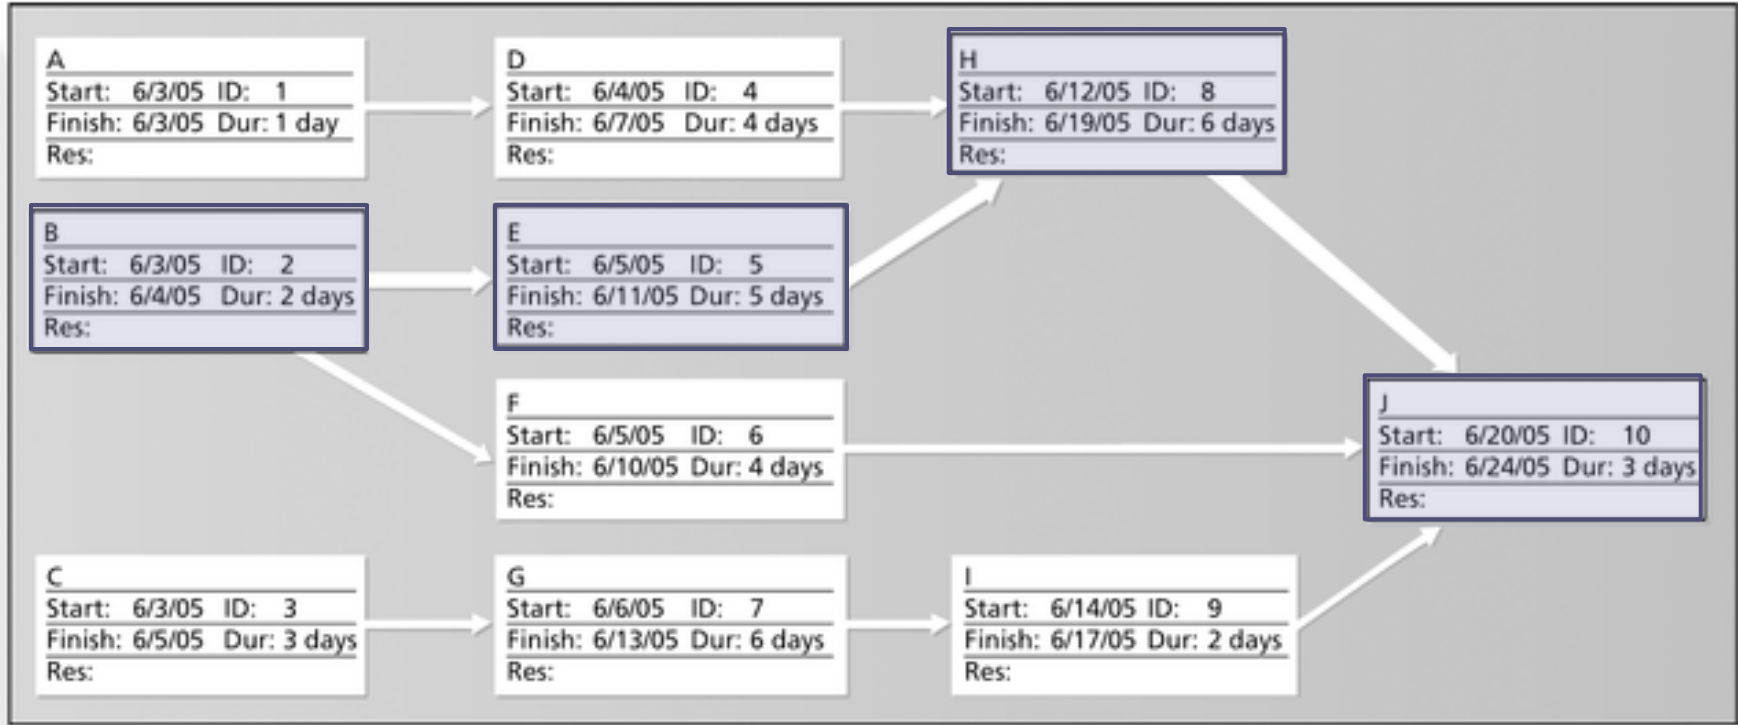 A
Start: 6/3/05 ID: 1
Finish: 6/3/05 Dur: 1 day
Res:
D
Start: 6/4/05 ID: 4
Finish: 6/7/05 Dur: 4 days
Res:
H
Start: 6/12/05 ID: 8
Finish: 6/19/05 Dur: 6 days
Res:
B
Start: 6/3/05 ID: 2
Finish: 6/4/05 Dur: 2 days
Res:
E
Start: 6/5/05 ID: 5
Finish: 6/11/05 Dur: 5 days
Res:
F
Start: 6/5/05 ID: 6
Finish: 6/10/05 Dur: 4 days
Res:
J
Start: 6/20/05 ID: 10
Finish: 6/24/05 Dur: 3 days
Res:
C
Start: 6/3/05 ID: 3
Finish: 6/5/05 Dur: 3 days
Res:
G
Start: 6/6/05 ID: 7
Finish: 6/13/05 Dur: 6 days
Res:
I
Start: 6/14/05 ID: 9
Finish: 6/17/05 Dur: 2 days
Res: